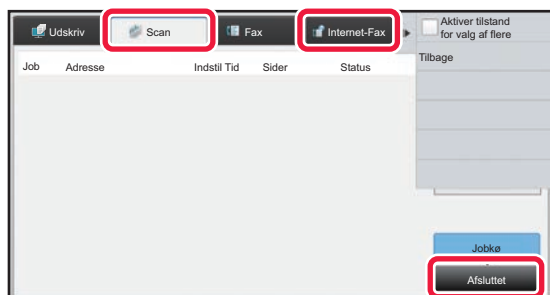 Udskriv Scan Fax Internet-Fax
Aktiver tilstand
for valg af flere
Job Adresse Indstil Tid Sider Status
Tilbage
Jobkø
Afsluttet